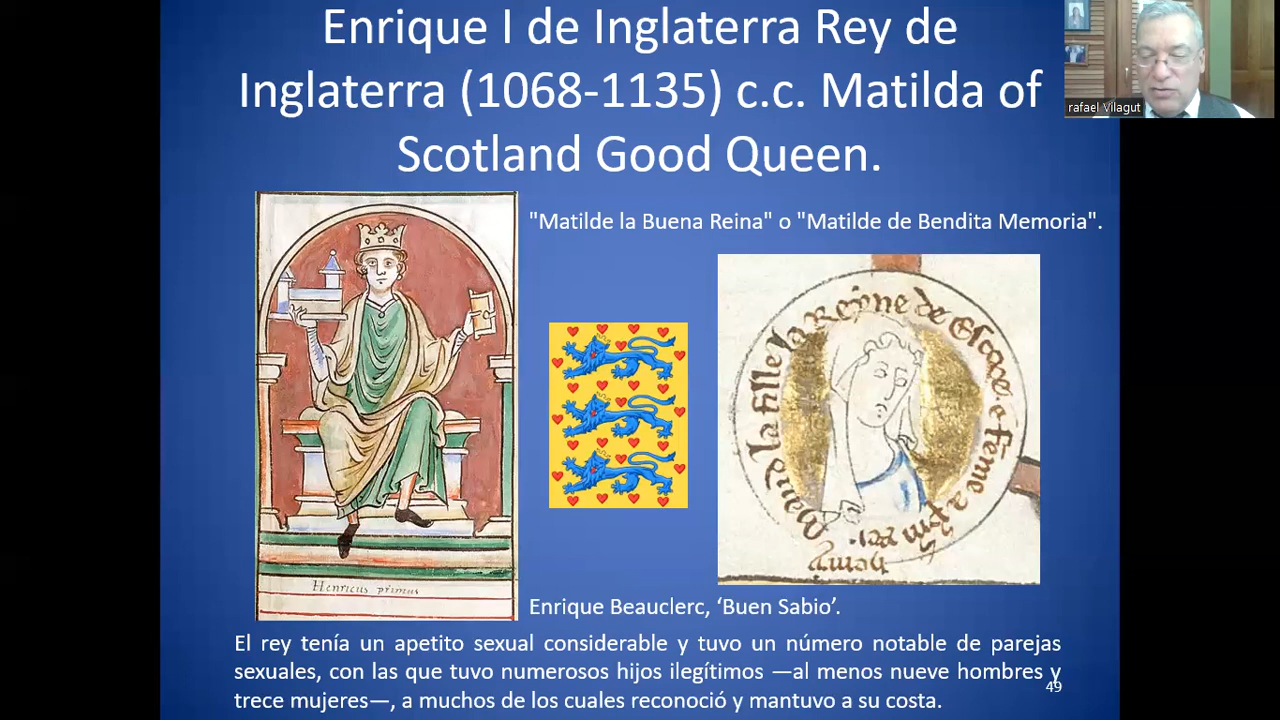 Enrique I de Inglaterra Rey de
Inglaterra (1068-1135) c.c. Matilda of
Scotland Good Queen.
rafael Vilagut
"Matilde la Buena Reina" o "Matilde de Bendita Memoria".
Henricus primus
Enrique Beauclerc, ‘Buen Sabio’.
El rey tenía un apetito sexual considerable y tuvo un número notable de parejas
sexuales, con las que tuvo numerosos hijos ilegítimos —al menos nueve hombres y
trece mujeres—, a muchos de los cuales reconoció y mantuvo a su costa.
49